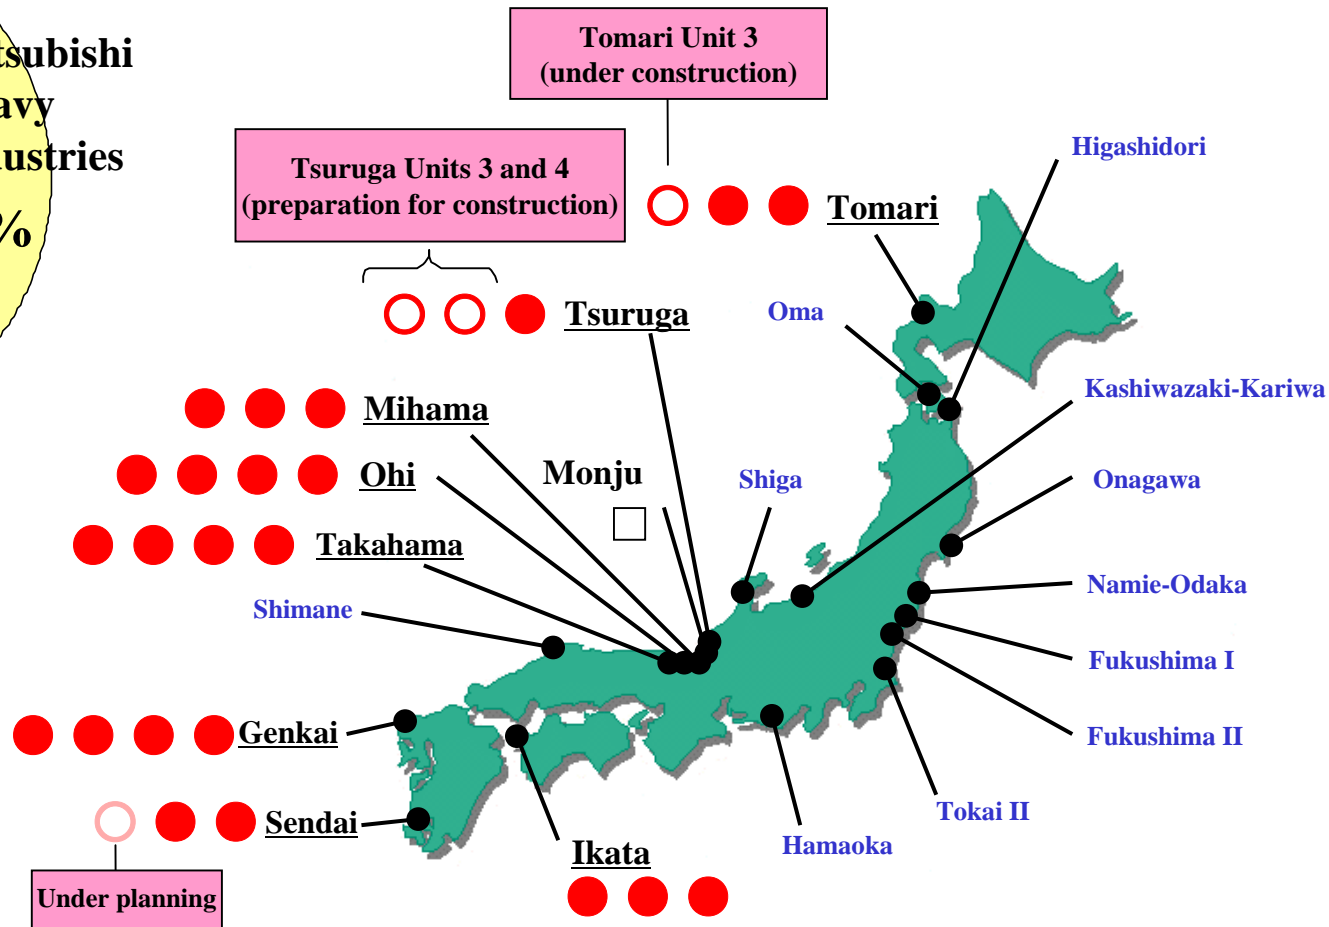 tsubishi
avy
dustries
%
Tomari Unit 3
(under construction)
Tsuruga Units 3 and 4
(preparation for construction)
Higashidori
Tomari
Tsuruga
Oma
Kashiwazaki-Kariwa
Mihama
Ohi
Monju
Shiga
Onagawa
Takahama
Namie-Odaka
Shimane
Fukushima I
Genkai
Fukushima II
Sendai
Tokai II
Hamaoka
Ikata
Under planning